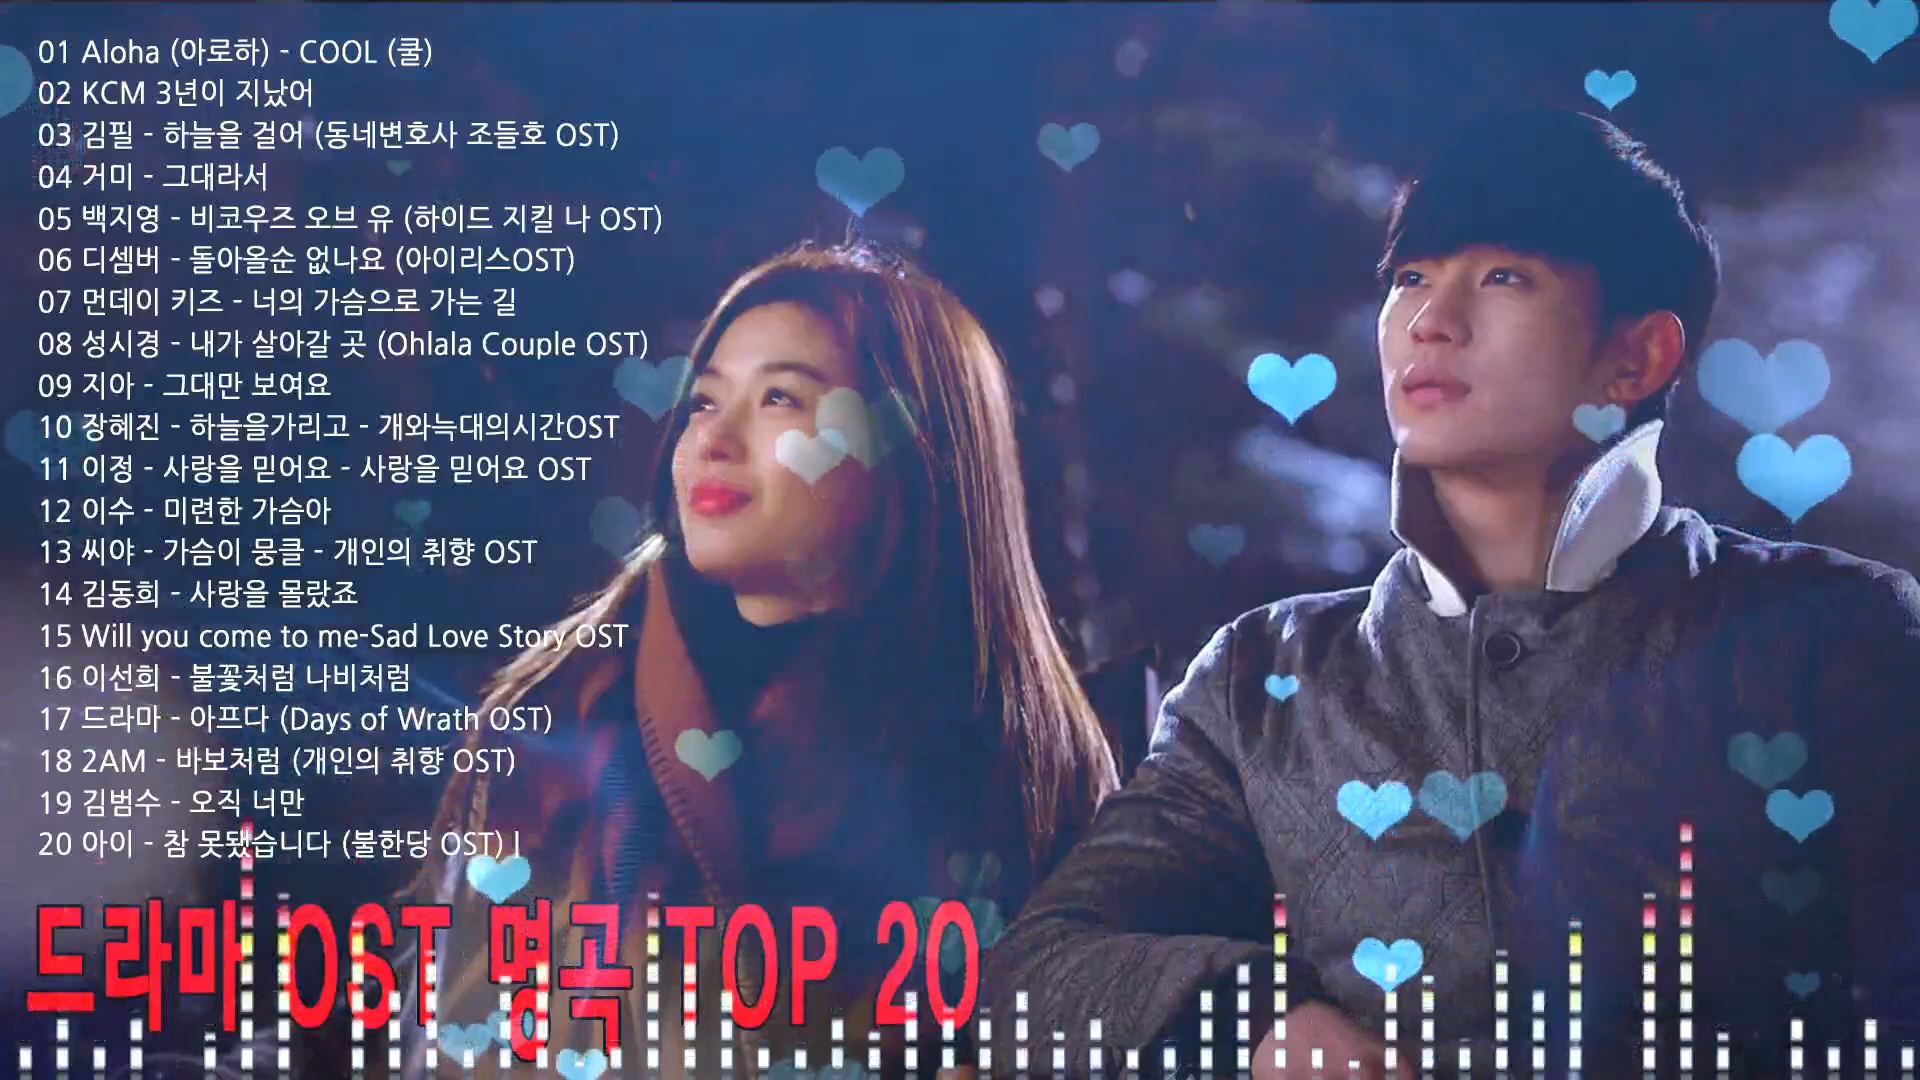 01 Aloha (아로하) - COOL (쿨)
02 KCM 3년이 지났어
03 김필 - 하늘을 걸어 (동네변호사 조들호 OST)
04 거미 - 그대라서
05 백지영 - 비코우즈 오브 유 (하이드 지킬 나 OST)
06 디셈버 - 돌아올순 없나요 (아이리스OST)
07 먼데이 키즈 - 너의 가슴으로 가는 길
08 성시경 - 내가 살아갈 곳 (Ohlala Couple OST)
09 지아 - 그대만 보여요
10 장혜진 - 하늘을가리고 - 개와늑대의시간OST
11 이정 - 사랑을 믿어요 - 사랑을 믿어요 OST
12 이수 - 미련한 가슴아
13 씨야 - 가슴이 뭉클 - 개인의 취향 OST
14 김동희 - 사랑을 몰랐죠
15 Will you come to me-Sad Love Story OST
16 이선희 - 불꽃처럼 나비처럼
17 드라마 - 아프다 (Days of Wrath OST)
18 2AM - 바보처럼 (개인의 취향 OST)
19 김범수 - 오직 너만
20 아이 - 참 못됐습니다 (불한당 OST) |
드라마 OST 명곡 TOP 20